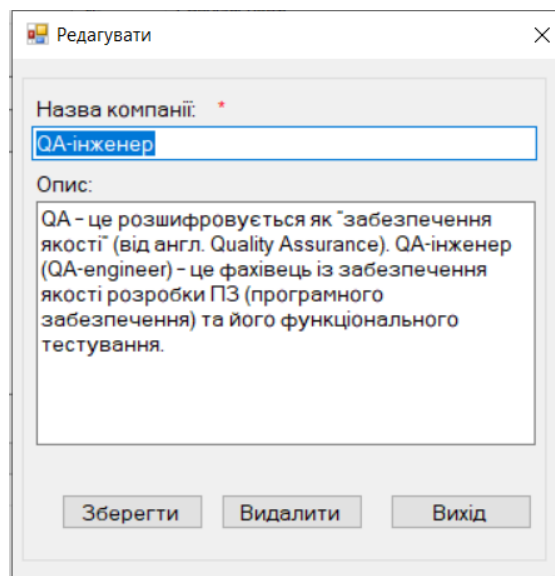 Редагувати
Назва компанії: *
QA-інженер
Опис:
QA – це розшифровується як "забезпечення
якості" (від англ. Quality Assurance). QA-інженер
(QA-engineer) – це фахівець із забезпечення
якості розробки ПЗ (програмного
забезпечення) та його функціонального
тестування.
Зберегти Видалити Вихід